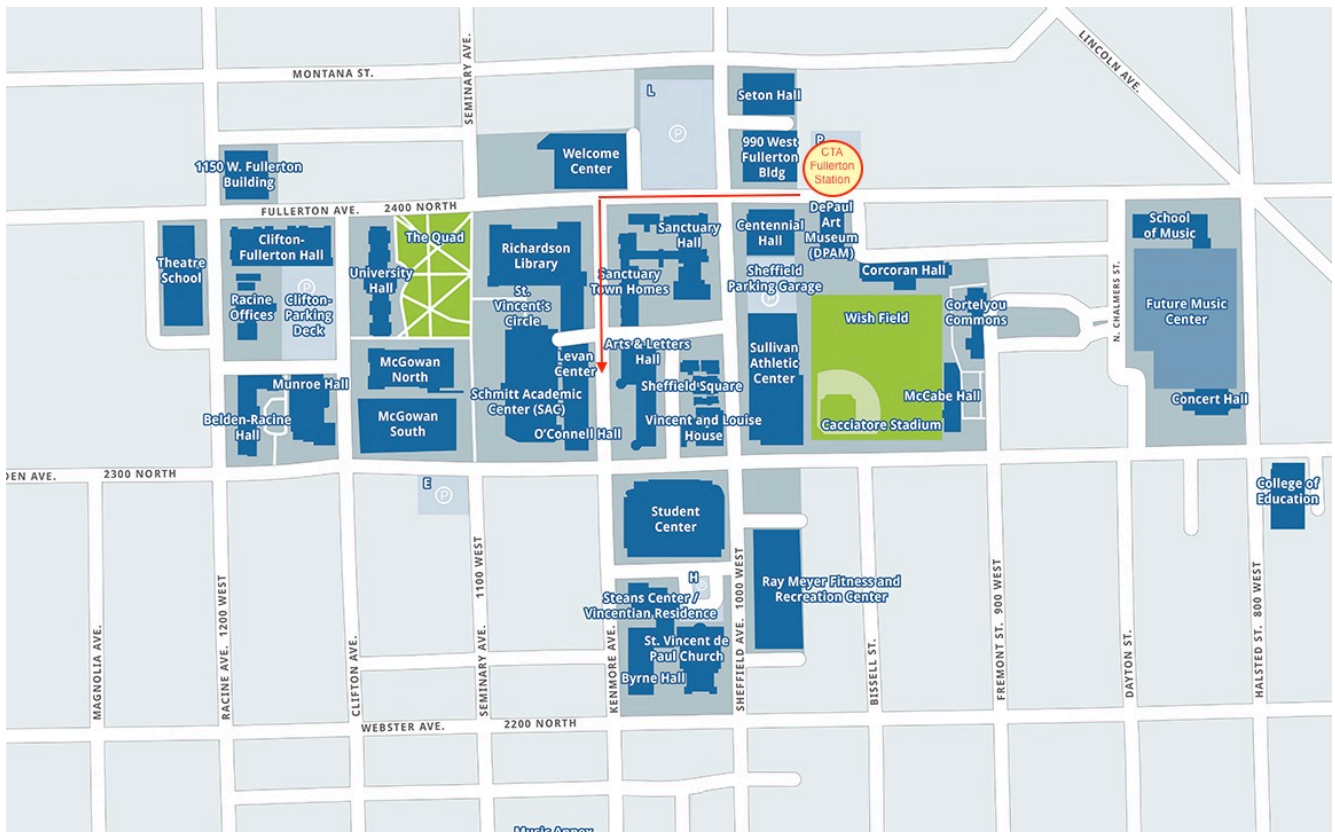 MONTANA ST.
SEMINARY AVE.
LINCOLN AVE.
L
P
Seton Hall
Welcome
Center
990 West
Fullerton
Bldg
P
CTA
Fullerton
Station
1150 W. Fullerton
Building
FULLERTON AVE.
2400 NORTH
Theatre
School
Clifton-
Fullerton Hall
University
Hall
The Quad
Richardson
Library
Sanctuary
Hall
Centennial
Hall
DePaul
Art
Museum
(DPAM)
School
of Music
P
Racine
Offices
Clifton-
Parking
Deck
St.
Vincent's
Circle
Sanctuary
Town Homes
Sheffield
Parking Garage
P
Corcoran Hall
Cortelyou
Commons
N. CHALMERS ST.
Future Music
Center
Wish Field
McGowan
North
Levan
Center
Arts & Letters
Hall
Sullivan
Athletic
Center
Munroe Hall
Schmitt Academic
Center (SAC)
Sheffield Square
McCabe Hall
Concert Hall
Belden-Racine
Hall
McGowan
South
O'Connell Hall
Vincent and Louise
House
Cacciatore Stadium
DEN AVE.
2300 NORTH
E
P
Student
Center
College of
Education
H
P
Steans Center /
Vincentian Residence
Ray Meyer Fitness and
Recreation Center
St. Vincent de
Paul Church
Byrne Hall
MAGNOLIA AVE.
RACINE AVE. 1200 WEST
CLIFTON AVE.
SEMINARY AVE. 1100 WEST
KENMORE AVE.
SHEFFIELD AVE. 1000 WEST
BISSELL ST.
FREMONT ST. 900 WEST
DAYTON ST.
HALSTED ST. 800 WEST
WEBSTER AVE.
2200 NORTH
Music Annex